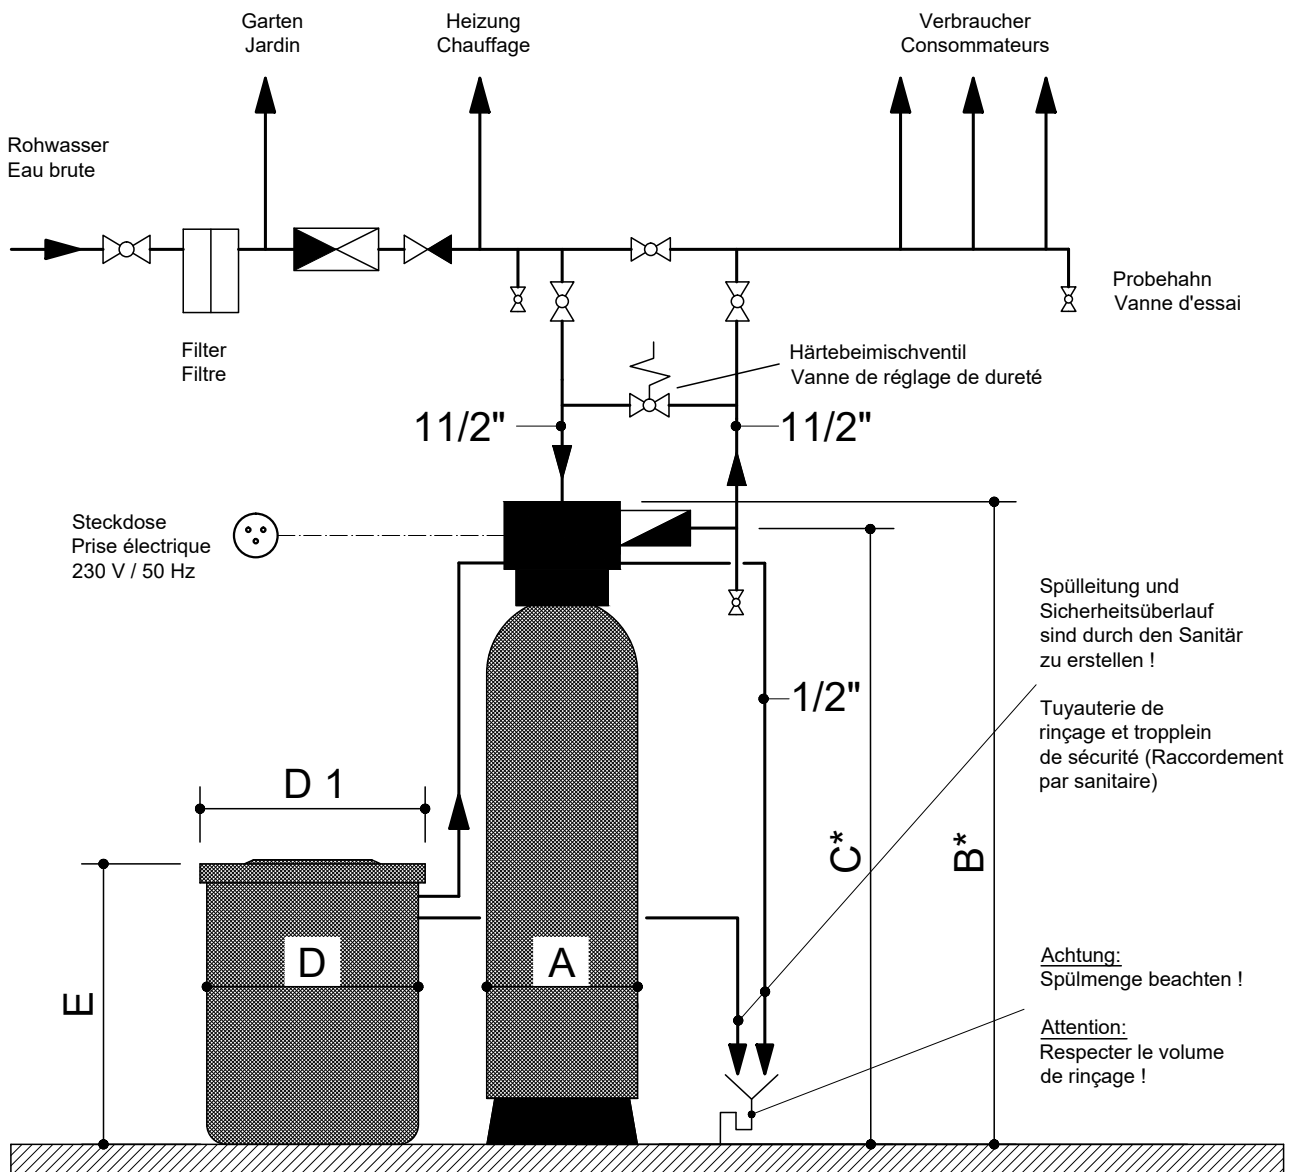 Garten
Jardin
Heizung
Chauffage
Verbraucher
Consommateurs
Rohwasser
Eau brute
Probehahn
Vanne d'essai
Filter
Filtre
Härtebeimischventil
Vanne de réglage de dureté
11/2"
11/2"
Steckdose
Prise électrique
230 V / 50 Hz
Spülleitung und
Sicherheitsüberlauf
sind durch den Sanitär
zu erstellen !
1/2"
Tuyauterie de
rinçage et tropplein
de sécurité (Raccordement
par sanitaire)
D 1
C*
B*
D
A
E
Achtung:
Spülmenge beachten !
Attention:
Respecter le volume
de rinçage !